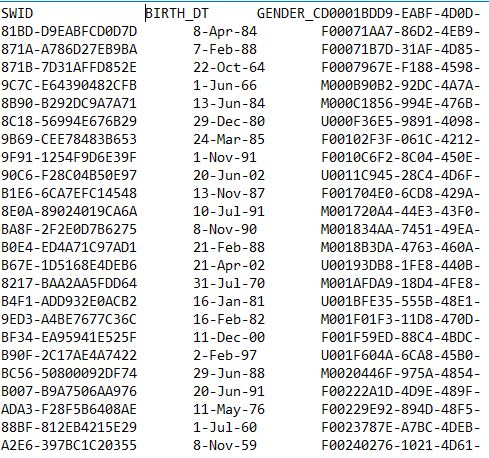 SWID BIRTH_DT GENDER_CD0001BDD9-EABF-4D0D-
81BD-D9EABFCD0D7D 8-Apr-84 F00071AA7-86D2-4EB9-
871A-A786D27EB9BA 7-Feb-88 F00071B7D-31AF-4D85-
871B-7D31AFFD852E 22-Oct-64 F0007967E-F188-4598-
9C7C-E64390482CFB 1-Jun-66 M000B90B2-92DC-4A7A-
8B90-B292DC9A7A71 13-Jun-84 M000C1856-994E-476B-
8C18-56994E676B29 29-Dec-80 U000F36E5-9891-4098-
9B69-CEE78483B653 24-Mar-85 F00102F3F-061C-4212-
9F91-1254F9D6E39F 1-Nov-91 F0010C6F2-8C04-450E-
90C6-F28C04B50E97 20-Jun-02 U0011C945-28C4-4D6F-
B1E6-6CA7EFC14548 13-Nov-87 F001704E0-6CD8-429A-
8E0A-89024019CA6A 10-Jul-91 M001720A4-44E3-43F0-
BA8F-2F2E0D7B6275 8-Nov-90 M001834AA-7451-49EA-
B0E4-ED4A71C97AD1 21-Feb-88 M0018B3DA-4763-460A-
B67E-1D5168E4DEB6 21-Apr-02 U00193DB8-1FE8-440B-
8217-BAA2AA5FDD64 31-Jul-70 M001AFDA9-18D4-4FE8-
B4F1-ADD932E0ACB2 16-Jan-81 U001BFE35-555B-48E1-
9ED3-A4BE7677C36C 16-Feb-82 M001F01F3-11D8-470D-
BF34-EA95941E525F 11-Dec-00 F001F59ED-88C4-4BDC-
B90F-2C17AE4A7422 2-Feb-97 U001F604A-6CA8-45B0-
BC56-50800092DF74 29-Jun-88 M0020446F-975A-4854-
B007-B9A7506AA976 20-Jun-91 F00222A1D-4D9E-489F-
ADA3-F28F5B6408AE 11-May-76 F00229E92-894D-48F5-
88BF-812EB4215E29 1-Jul-60 F0023787E-A7BC-4DEB-
A2E6-397BC1C20355 8-Nov-59 F00240276-1021-4D61-